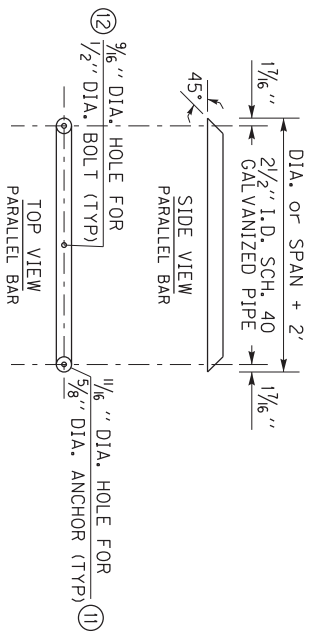 DIA. or SPAN + 2'
1 7/16 "
1 7/16 "
2 1/2" I.D. SCH. 40
GALVANIZED PIPE
45°
SIDE VIEW
PARALLEL BAR
12
9/16 " DIA. HOLE FOR
1/2" DIA. BOLT (TYP)
11/16 " DIA. HOLE FOR
5/8" DIA. ANCHOR (TYP)
11
TOP VIEW
PARALLEL BAR